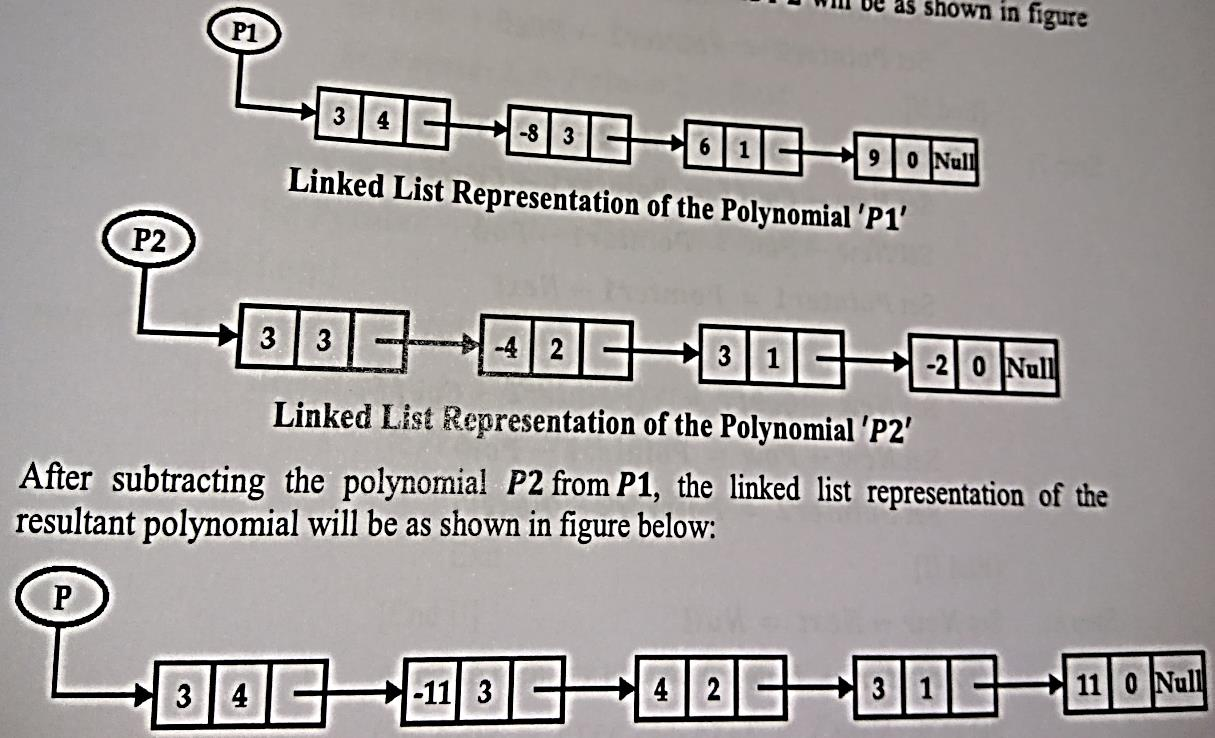 will be as shown in figure
P1
3 4 -8 3 6 1 9 0 Null
Linked List Representation of the Polynomial 'P1'
P2
3 3 -4 2 3 1 -2 0 Null
Linked List Representation of the Polynomial 'P2'
After subtracting the polynomial P2 from P1, the linked list representation of the
resultant polynomial will be as shown in figure below:
P
3 4 -11 3 4 2 3 1 11 0 Null